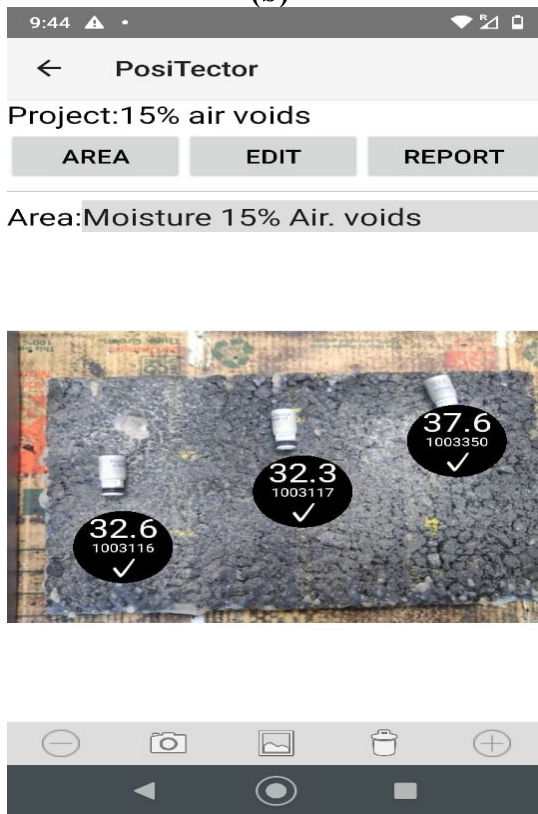 (b)
9:44
R
PosiTector
Project:15% air voids
AREA EDIT REPORT
Area:Moisture 15% Air. voids
37.6
1003350
32.3
1003117
32.6
1003116